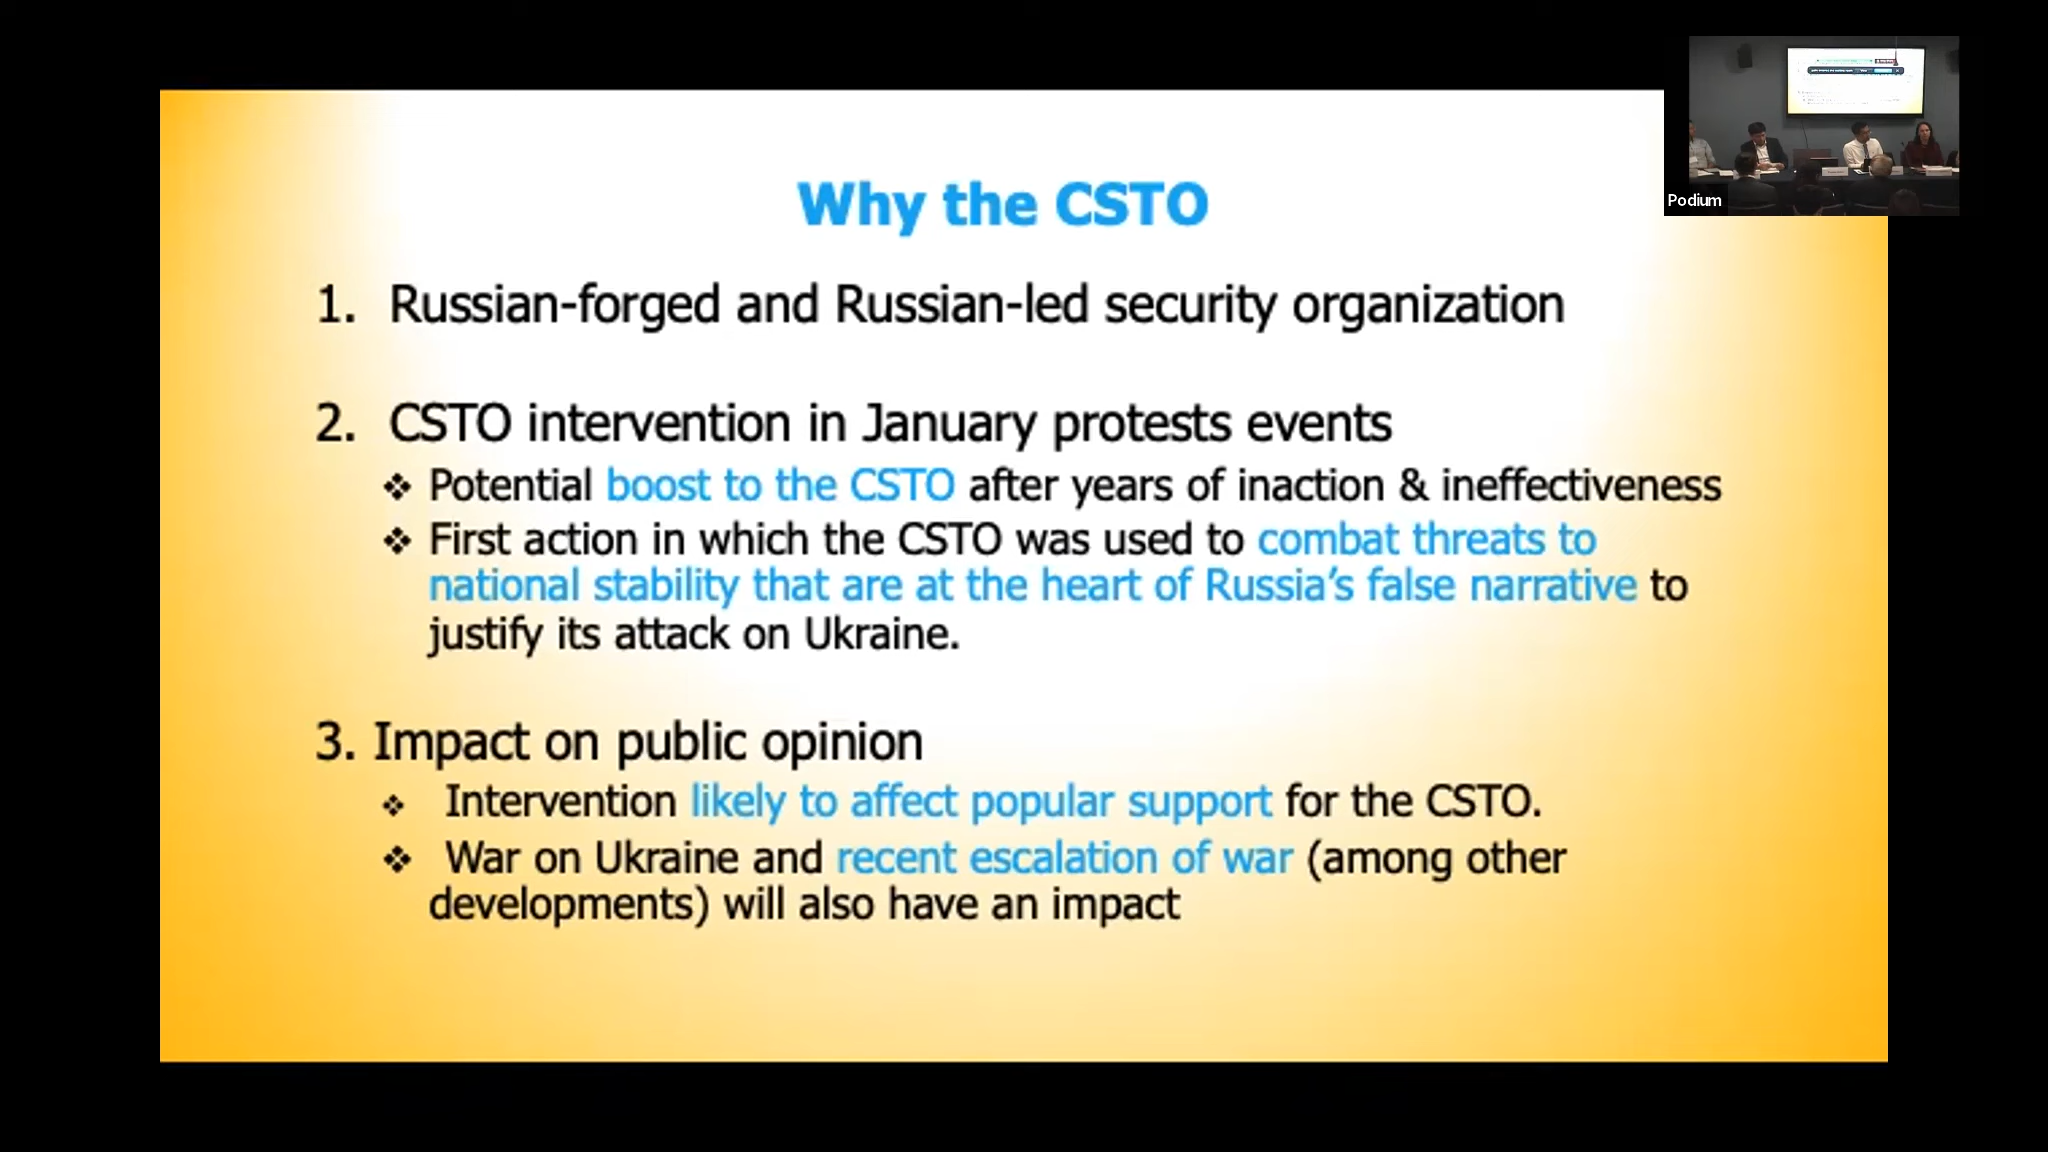 Why the CSTO
1. Russian-forged and Russian-led security organization
2. CSTO intervention in January protests events
❖ Potential boost to the CSTO after years of inaction & ineffectiveness
❖ First action in which the CSTO was used to combat threats to
national stability that are at the heart of Russia's false narrative to
justify its attack on Ukraine.
3. Impact on public opinion
❖ Intervention likely to affect popular support for the CSTO.
❖ War on Ukraine and recent escalation of war (among other
developments) will also have an impact
Podium